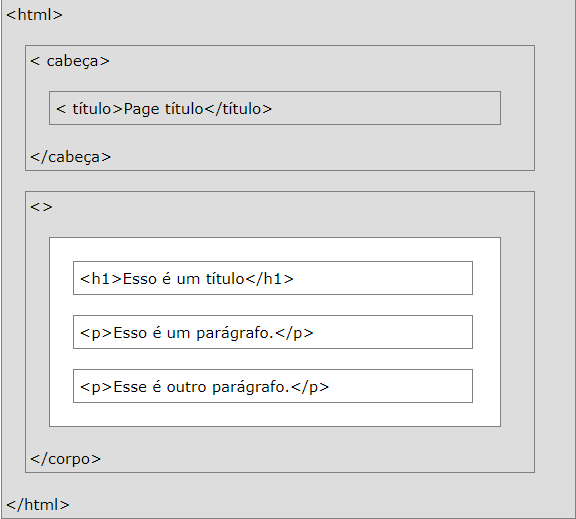 <html>
< cabeça>
< título>Page título</título>
</cabeça>
<>
<h1>Esso é um título</h1>
<p>Esso é um parágrafo.</p>
<p>Esse é outro parágrafo.</p>
</corpo>
</html>